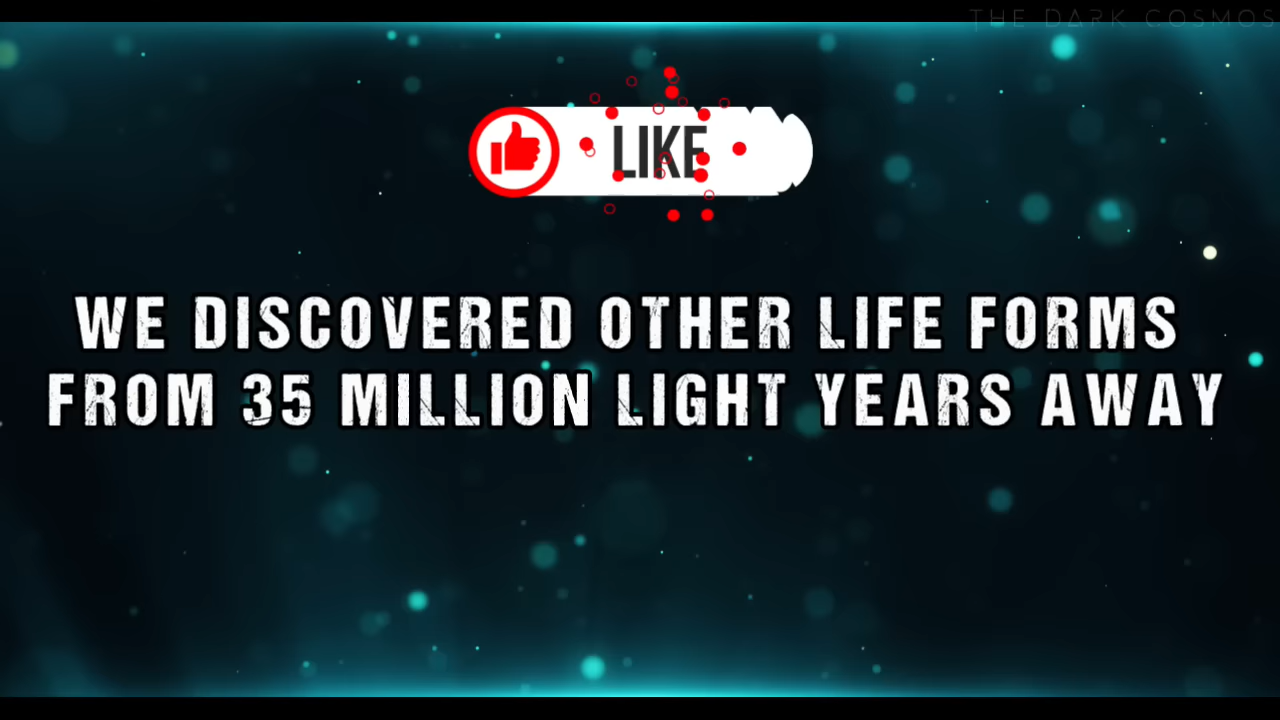 THE DARK COSMOS
LIKE
WE DISCOVERED OTHER LIFE FORMS
FROM 35 MILLION LIGHT YEARS AWAY